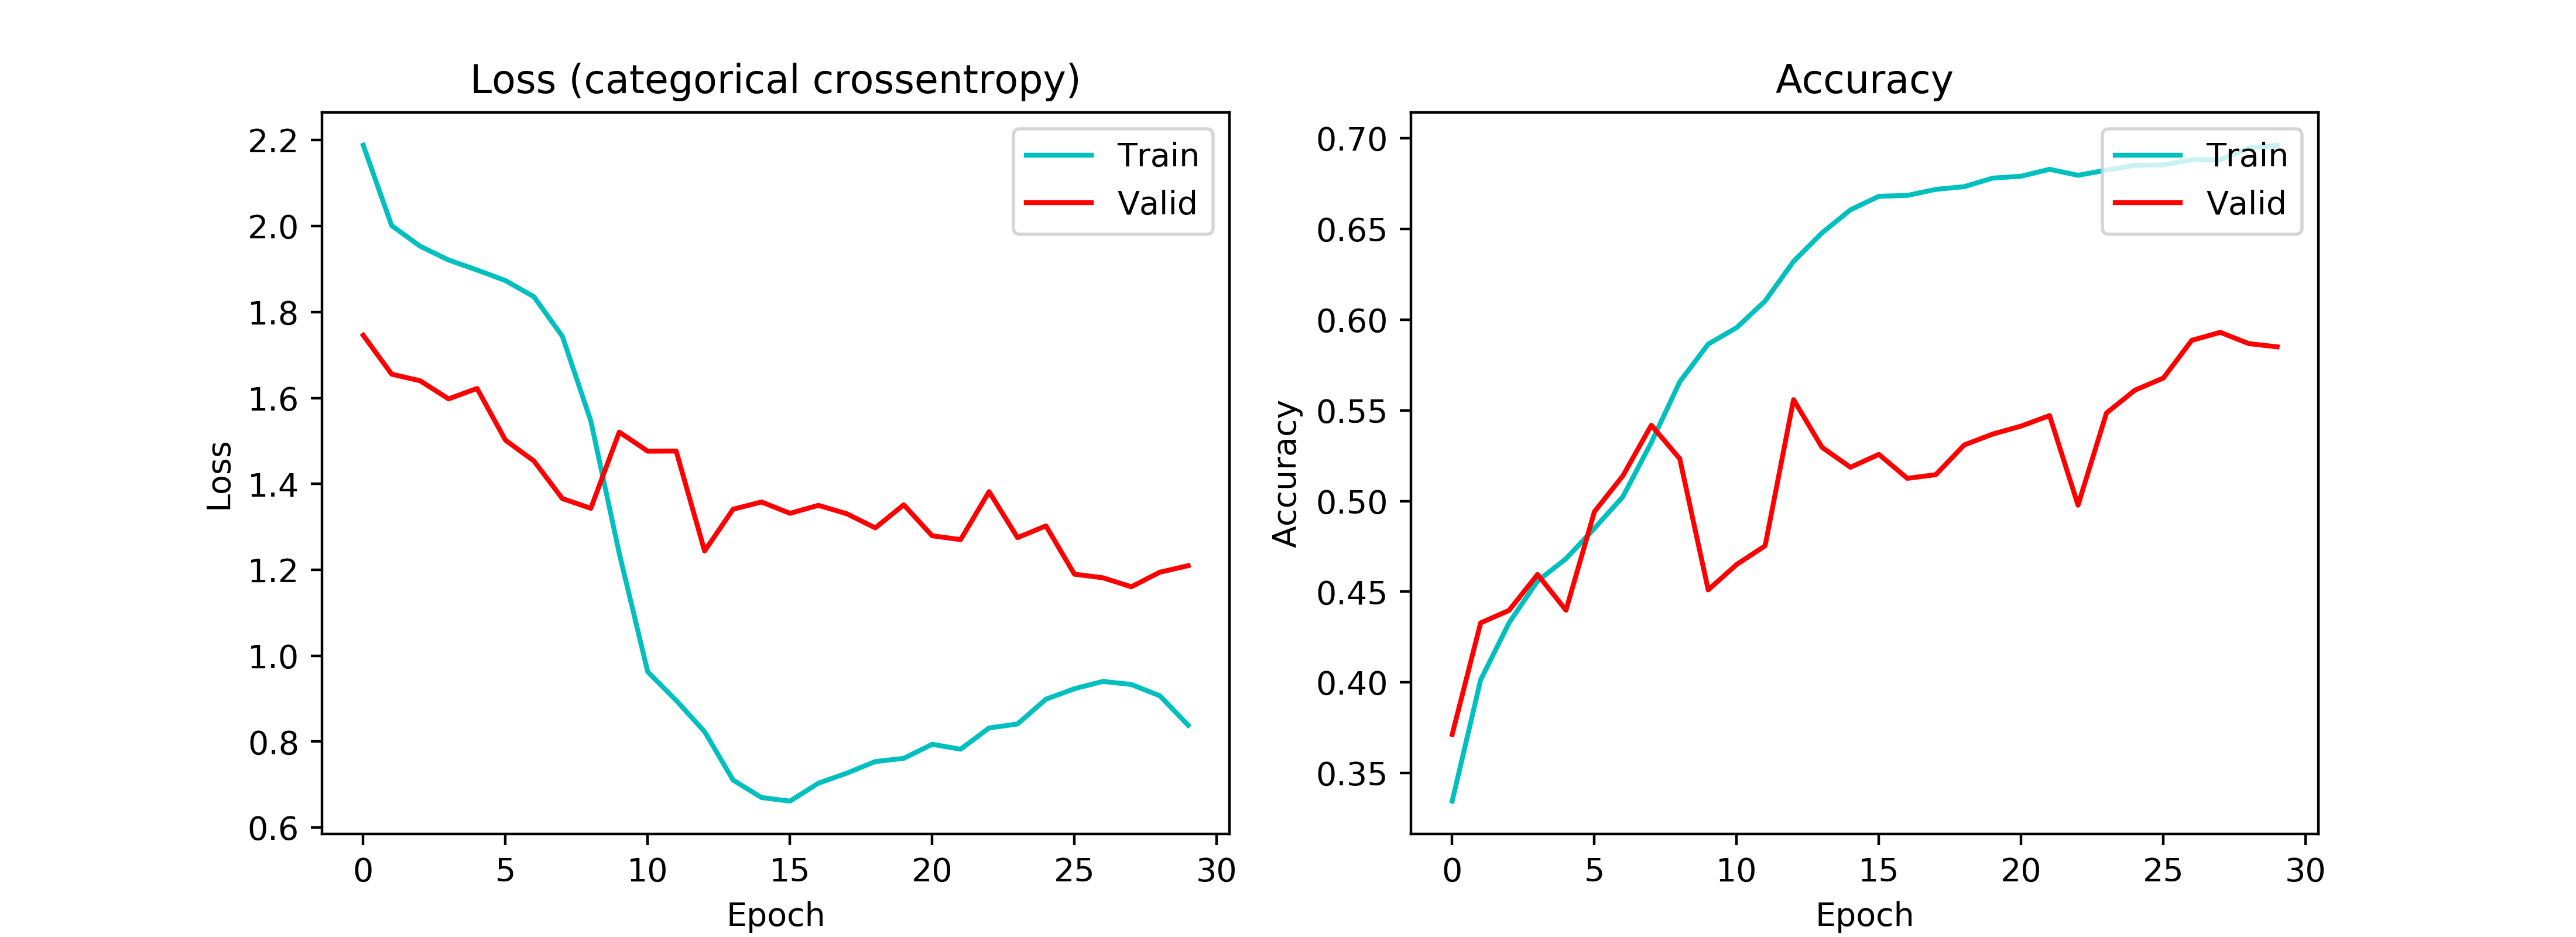 Loss (categorical crossentropy)
2.2
2.0
1.8
1.6
1.4
1.2
1.0
0.8
0.6
Loss
0 5 10 15 20 25 30
Epoch
Train
Valid
Accuracy
0.70
0.65
0.60
0.55
0.50
0.45
0.40
0.35
Accuracy
0 5 10 15 20 25 30
Epoch
Train
Valid